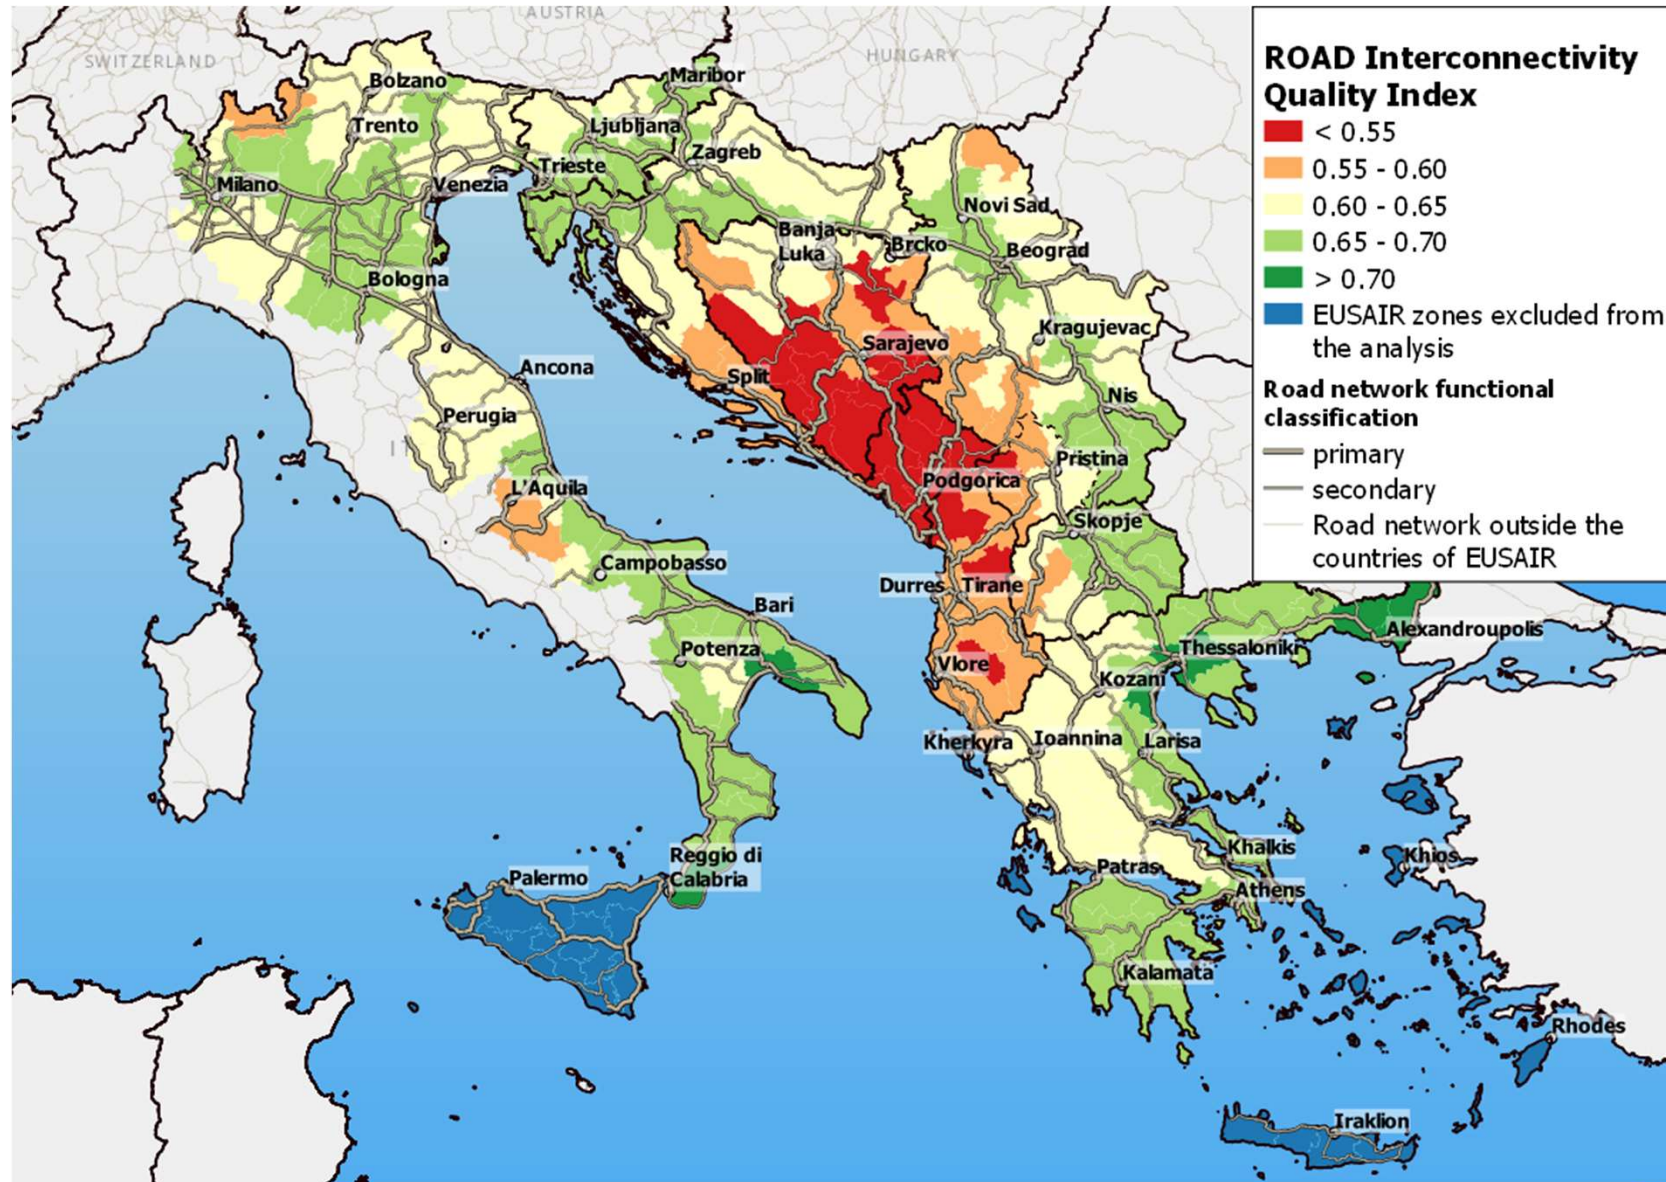 AUSTRIA
SWITZERLAND
HUNGARY
ROAD Interconnectivity
Quality Index
< 0.55
0.55 - 0.60
0.60 - 0.65
0.65 - 0.70
> 0.70
EUSAIR zones excluded from
the analysis
Road network functional
classification
primary
secondary
Road network outside the
countries of EUSAIR
Bolzano
Maribor
Trento
Ljubljana
Zagreb
Trieste
Milano
Venezia
Novi Sad
Banja
Luka
Brcko
Beograd
Bologna
Kragujevac
Sarajevo
Ancona
Split
Nis
Perugia
IT
Pristina
L'Aquila
Podgorica
Skopje
Campobasso
Durres
Tirane
Bari
Alexandroupolis
Potenza
Thessaloniki
Vlore
Kozani
Kherkyra
Ioannina
Larisa
Reggio di
Calabria
Khalkis
Khios
Palermo
Patras
Athens
Kalamata
Rhodes
Iraklion